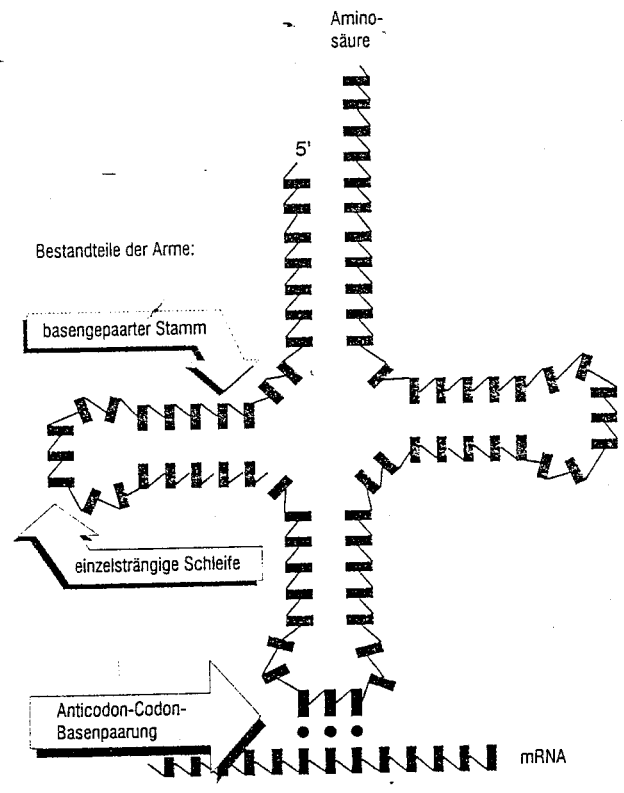 Amino-
säure
5'
Bestandteile der Arme:
basengepaarter Stamm
einzelsträngige Schleife
Anticodon-Codon-
Basenpaarung
mRNA